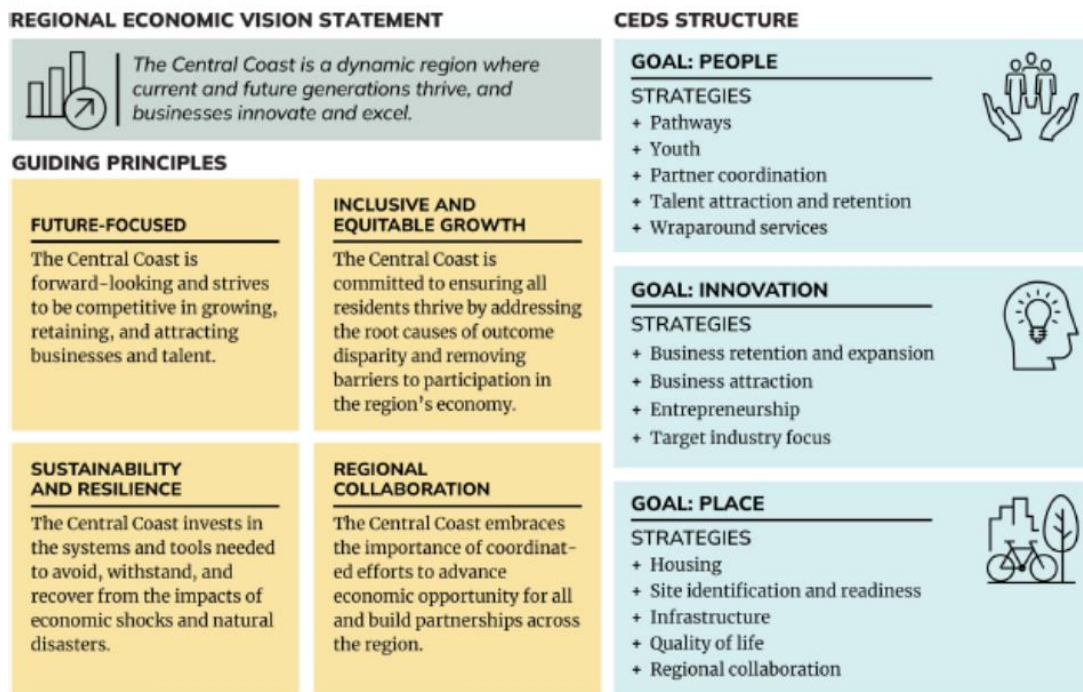 REGIONAL ECONOMIC VISION STATEMENT
The Central Coast is a dynamic region where
current and future generations thrive, and
businesses innovate and excel.
GUIDING PRINCIPLES
FUTURE-FOCUSED
The Central Coast is
forward-looking and strives
to be competitive in growing,
retaining, and attracting
businesses and talent.
INCLUSIVE AND
EQUITABLE GROWTH
The Central Coast is
committed to ensuring all
residents thrive by addressing
the root causes of outcome
disparity and removing
barriers to participation in
the region's economy.
SUSTAINABILITY
AND RESILIENCE
The Central Coast invests in
the systems and tools needed
to avoid, withstand, and
recover from the impacts of
economic shocks and natural
disasters.
REGIONAL
COLLABORATION
The Central Coast embraces
the importance of coordinat-
ed efforts to advance
economic opportunity for all
and build partnerships across
the region.
CEDS STRUCTURE
GOAL: PEOPLE
STRATEGIES
+ Pathways
+ Youth
+ Partner coordination
+ Talent attraction and retention
+ Wraparound services
GOAL: INNOVATION
STRATEGIES
+ Business retention and expansion
+ Business attraction
+ Entrepreneurship
+ Target industry focus
GOAL: PLACE
STRATEGIES
+ Housing
+ Site identification and readiness
+ Infrastructure
+ Quality of life
+ Regional collaboration